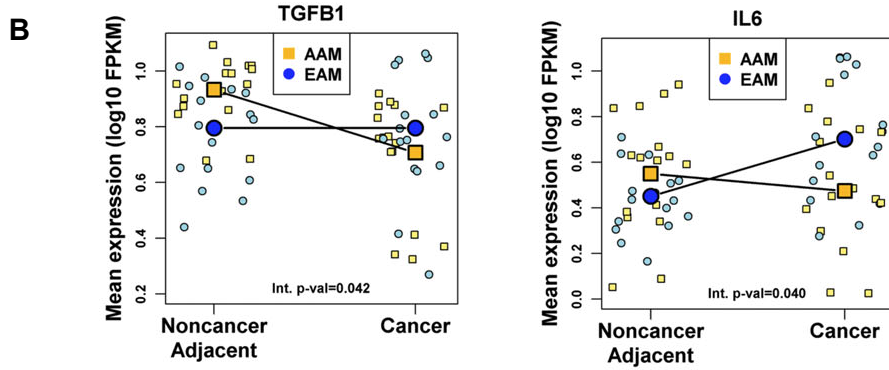 B
TGFB1
Mean expression (log10 FPKM)
1.0
0.8
0.6
0.4
0.2
AAM
EAM
Int. p-val=0.042
Noncancer
Adjacent
Cancer
IL6
Mean expression (log10 FPKM)
1.0
0.8
0.6
0.4
0.2
0.0
AAM
EAM
Int. p-val=0.040
Noncancer
Adjacent
Cancer